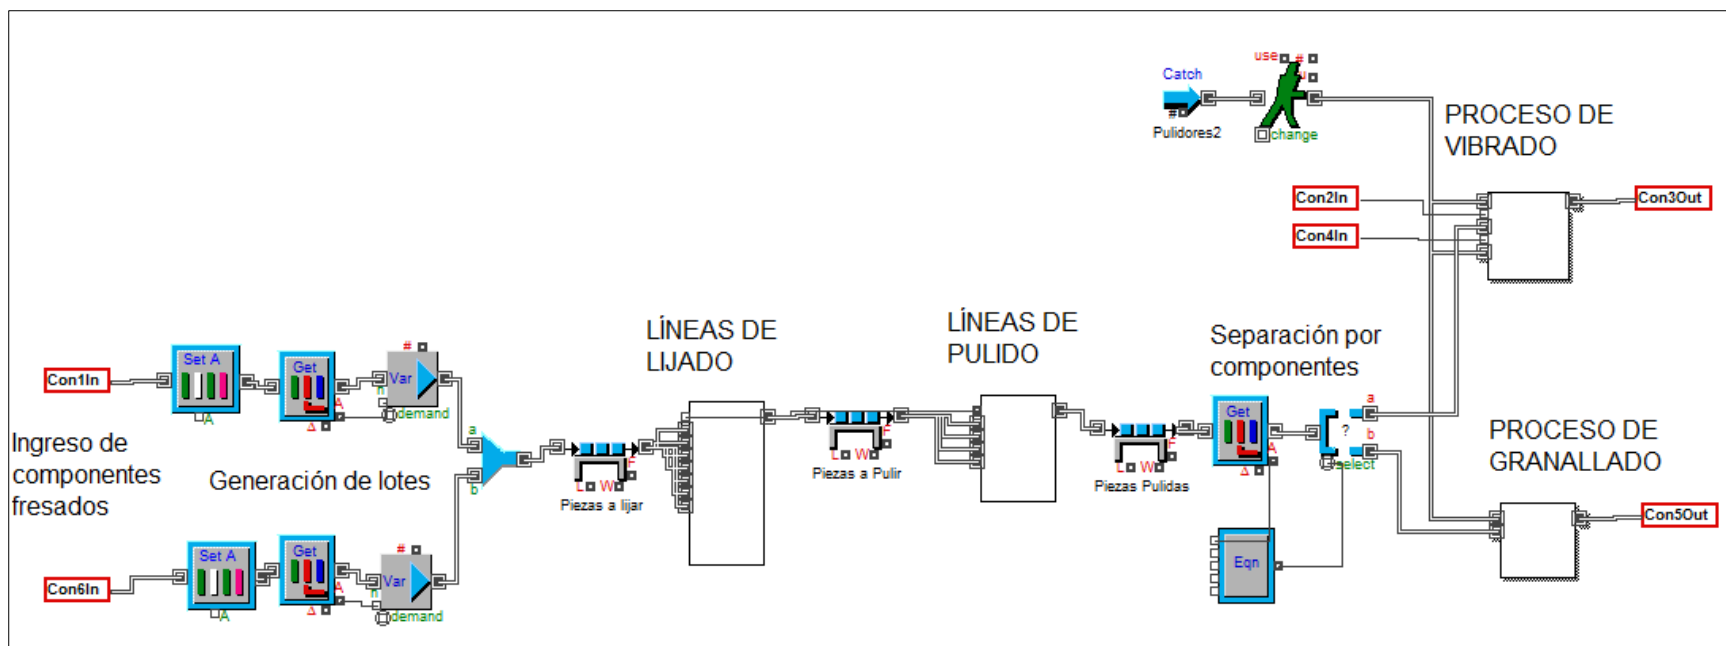 use
#
u
Catch
#
Pulidores2
change
PROCESO DE
VIBRADO
Con2In
Con3Out
Con4In
LÍNEAS DE
LIJADO
LÍNEAS DE
PULIDO
Separación por
componentes
Con1In
Set A
A
Get
A
Δ
#
Var
n
demand
a
b
L W
F
Piezas a lijar
L W
F
Piezas a Pulir
L W
F
Piezas Pulidas
Get
A
Δ
?
a
b
select
PROCESO DE
GRANALLADO
Con5Out
Ingreso de
componentes
fresados
Generación de lotes
Con6In
Set A
A
Get
A
Δ
#
Var
n
demand
Eqn